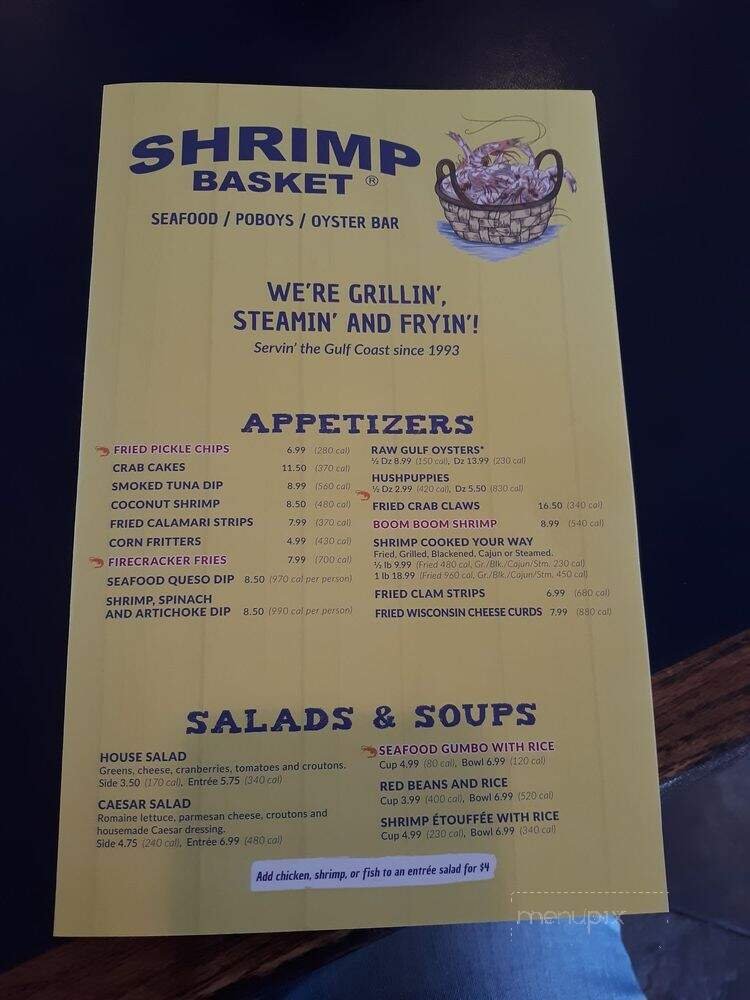 SHRIMP
BASKET ®
SEAFOOD / POBOYS / OYSTER BAR
WE'RE GRILLIN',
STEAMIN' AND FRYIN'!
Servin' the Gulf Coast since 1993
APPETIZERS
FRIED PICKLE CHIPS 6.99 (280 cal)
CRAB CAKES 11.50 (370 cal)
SMOKED TUNA DIP 8.99 (560 cal)
COCONUT SHRIMP 8.50 (480 cal)
FRIED CALAMARI STRIPS 7.99 (370 cal)
CORN FRITTERS 4.99 (430 cal)
FIRECRACKER FRIES 7.99 (700 cal)
SEAFOOD QUESO DIP 8.50 (970 cal per person)
SHRIMP, SPINACH
AND ARTICHOKE DIP 8.50 (990 cal per person)
RAW GULF OYSTERS*
½ Dz 8.99 (150 cal), Dz 13.99 (230 cal)
HUSHPUPPIES
½ Dz 2.99 (420 cal), Dz 5.50 (830 cal)
FRIED CRAB CLAWS 16.50 (340 cal)
BOOM BOOM SHRIMP 8.99 (540 cal)
SHRIMP COOKED YOUR WAY
Fried, Grilled, Blackened, Cajun or Steamed.
½ lb 9.99 (Fried 480 cal, Gr./Blk./Cajun/Stm. 230 cal)
1 lb 18.99 (Fried 960 cal, Gr./Blk./Cajun/Stm. 450 cal)
FRIED CLAM STRIPS 6.99 (680 cal)
FRIED WISCONSIN CHEESE CURDS 7.99 (880 cal)
SALADS & SOUPS
HOUSE SALAD
Greens, cheese, cranberries, tomatoes and croutons.
Side 3.50 (170 cal), Entrée 5.75 (340 cal)
CAESAR SALAD
Romaine lettuce, parmesan cheese, croutons and
housemade Caesar dressing.
Side 4.75 (240 cal), Entrée 6.99 (480 cal)
SEAFOOD GUMBO WITH RICE
Cup 4.99 (80 cal), Bowl 6.99 (120 cal)
RED BEANS AND RICE
Cup 3.99 (400 cal), Bowl 6.99 (520 cal)
SHRIMP ÉTOUFFÉE WITH RICE
Cup 4.99 (230 cal), Bowl 6.99 (340 cal)
Add chicken, shrimp, or fish to an entrée salad for $4
menupix